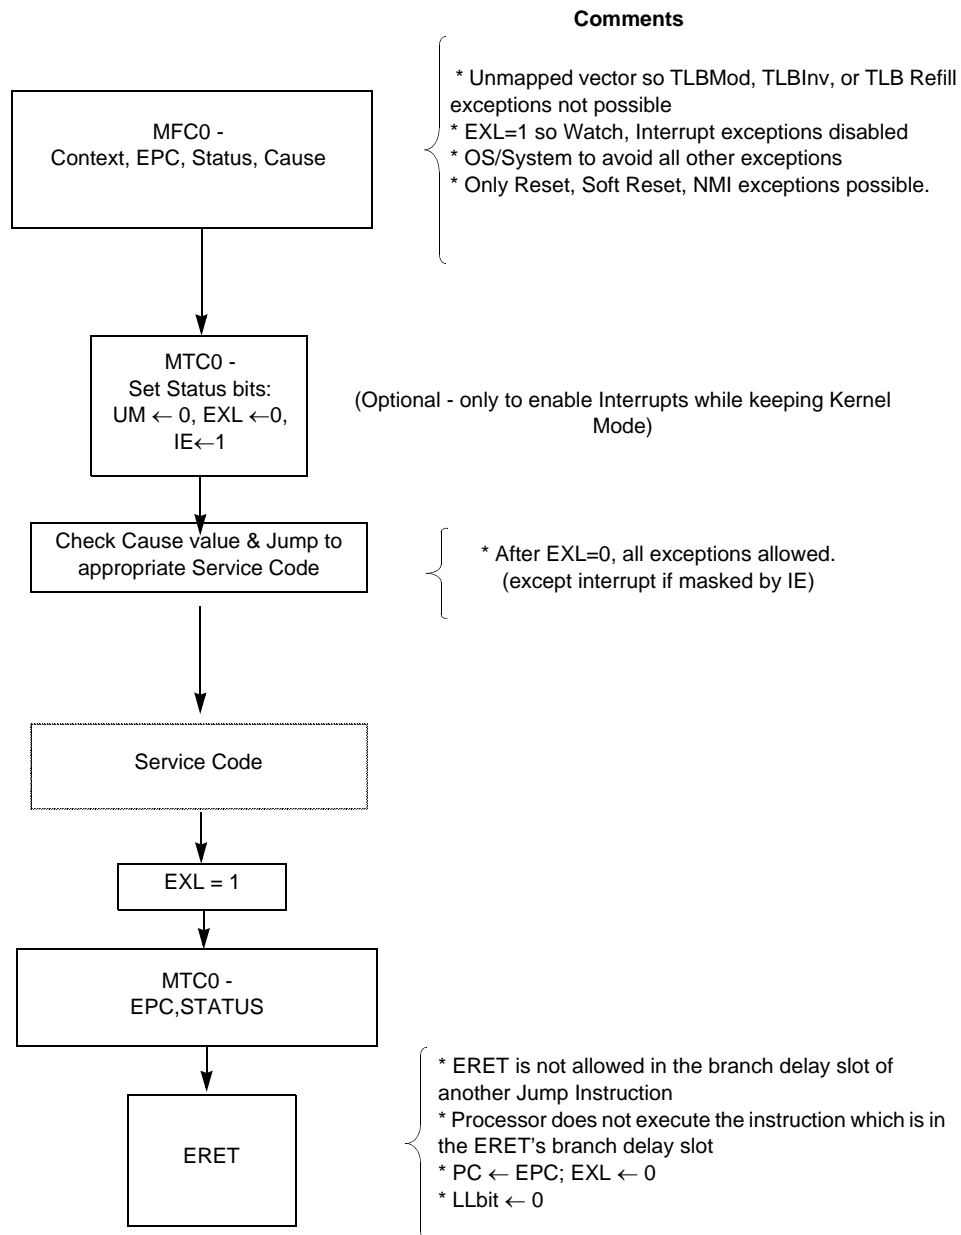 Comments
* Unmapped vector so TLBMod, TLBInv, or TLB Refill
exceptions not possible
* EXL=1 so Watch, Interrupt exceptions disabled
* OS/System to avoid all other exceptions
* Only Reset, Soft Reset, NMI exceptions possible.
MFC0 -
Context, EPC, Status, Cause
MTC0 -
Set Status bits:
UM ← 0, EXL ←0,
IE←1
(Optional - only to enable Interrupts while keeping Kernel
Mode)
Check Cause value & Jump to
appropriate Service Code
* After EXL=0, all exceptions allowed.
(except interrupt if masked by IE)
Service Code
EXL = 1
MTC0 -
EPC,STATUS
ERET
* ERET is not allowed in the branch delay slot of
another Jump Instruction
* Processor does not execute the instruction which is in
the ERET's branch delay slot
* PC ← EPC; EXL ← 0
* LLbit ← 0